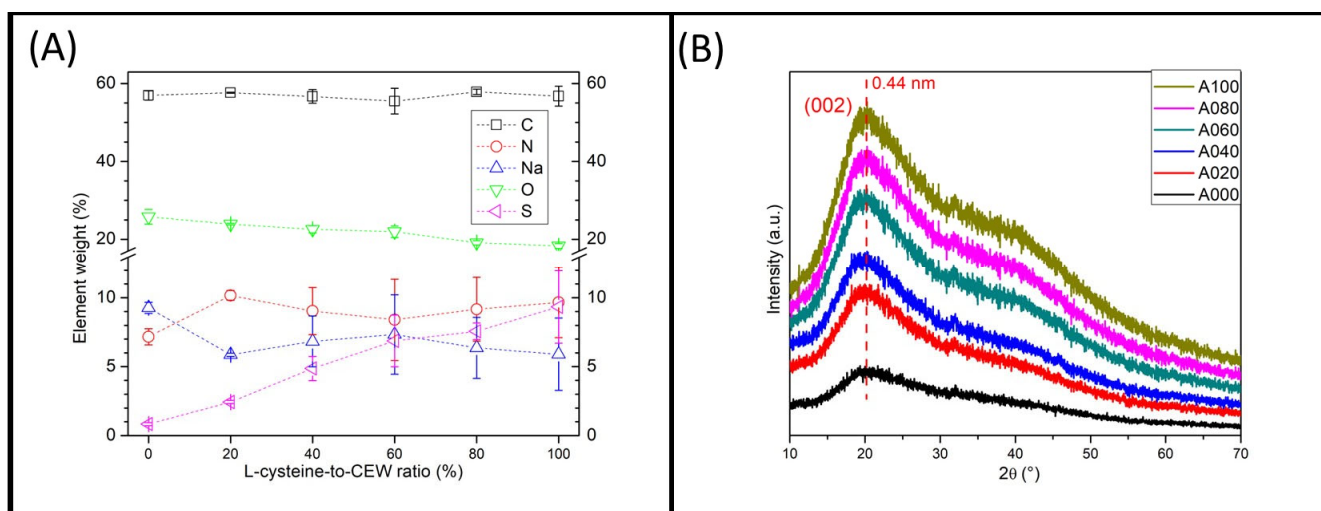 (A)
60
40
20
10
5
0
60
40
20
10
5
0
C
N
Na
O
S
Element weight (%)
0 20 40 60 80 100
L-cysteine-to-CEW ratio (%)
(B)
0.44 nm
(002)
A100
A080
A060
A040
A020
A000
Intensity (a.u.)
10 20 30 40 50 60 70
2θ (°)